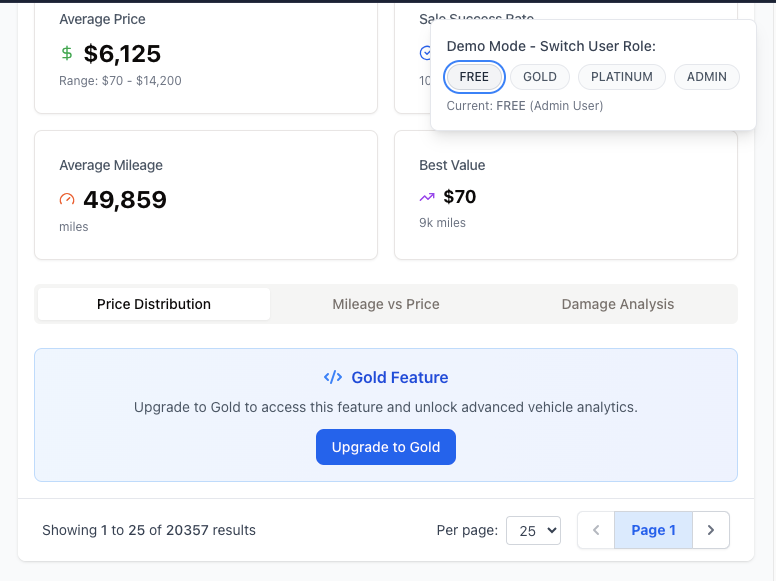 Average Price
Sale Success Rate
$6,125
Range: $70 - $14,200
10
Demo Mode - Switch User Role:
FREE
GOLD
PLATINUM
ADMIN
Current: FREE (Admin User)
Average Mileage
49,859
miles
Best Value
$70
9k miles
Price Distribution
Mileage vs Price
Damage Analysis
</> Gold Feature
Upgrade to Gold to access this feature and unlock advanced vehicle analytics.
Upgrade to Gold
Showing 1 to 25 of 20357 results
Per page:
25
Page 1